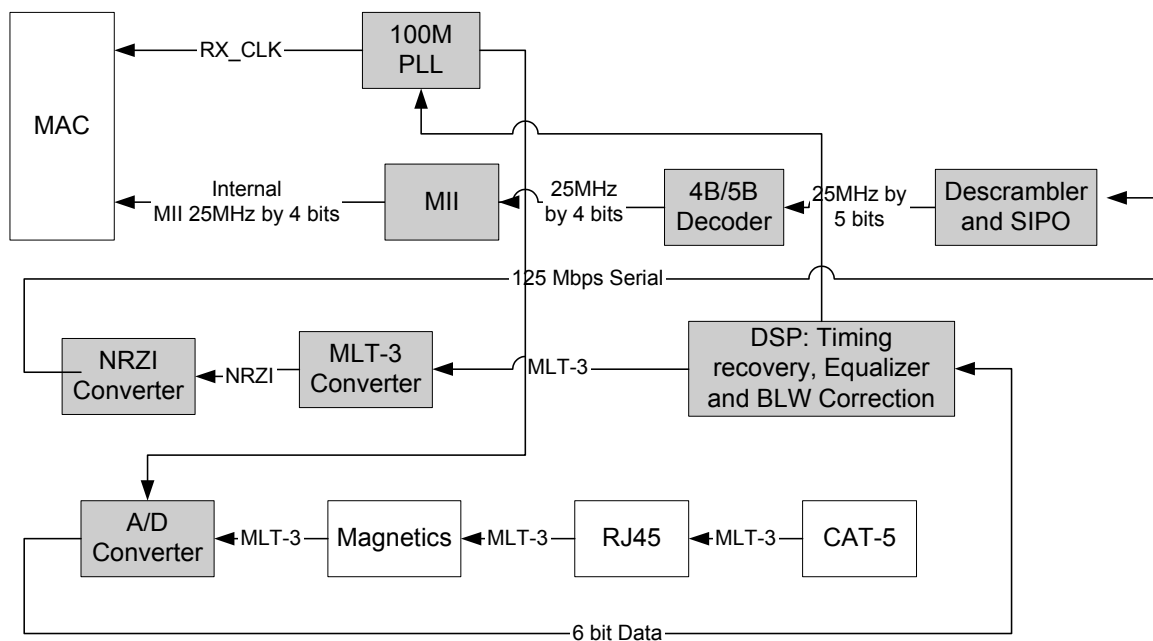 100M
PLL
RX_CLK
MAC
Internal
MII 25MHz by 4 bits
MII
25MHz
by 4 bits
4B/5B
Decoder
25MHz by
5 bits
Descrambler
and SIPO
125 Mbps Serial
NRZI
Converter
NRZI
MLT-3
Converter
MLT-3
DSP: Timing
recovery, Equalizer
and BLW Correction
A/D
Converter
MLT-3
Magnetics
MLT-3
RJ45
MLT-3
CAT-5
6 bit Data